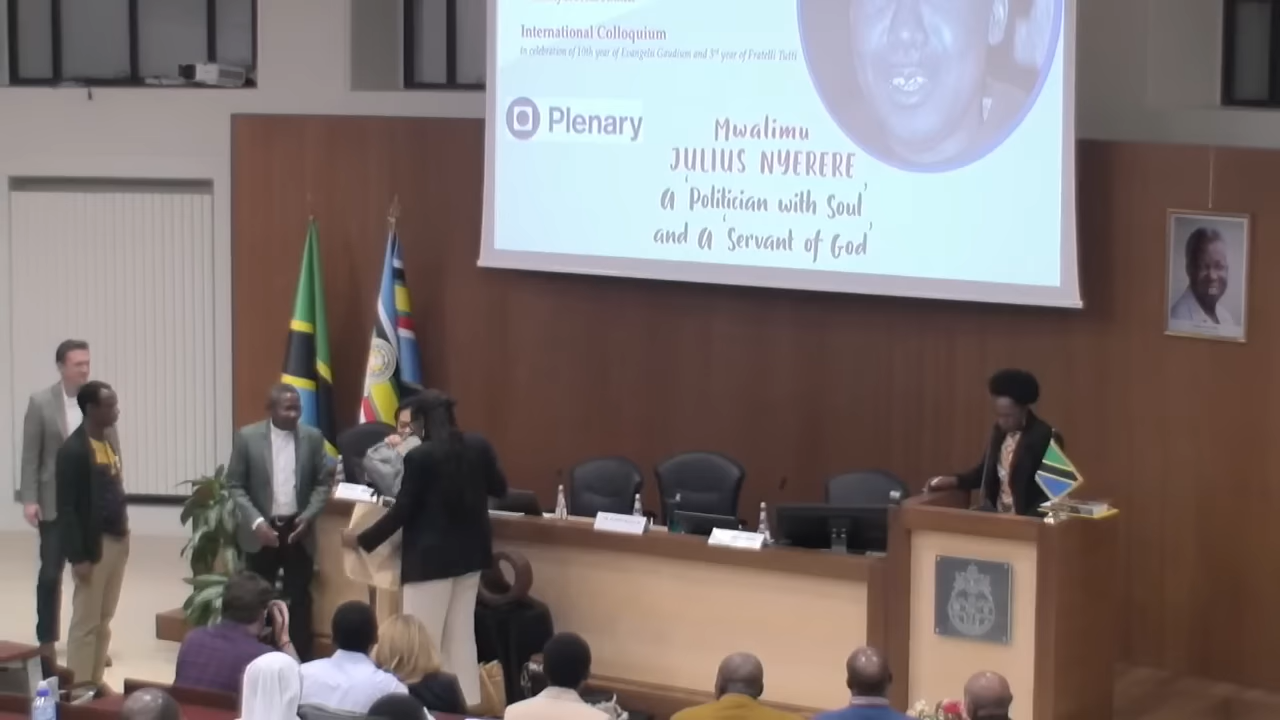 International Colloquium
In celebration of 10th year of Evangelii Gaudium and 3rd year of Fratelli Tutti
Plenary
Mwalimu
JULIUS NYERERE
A 'Politician with Soul'
and A 'Servant of God'